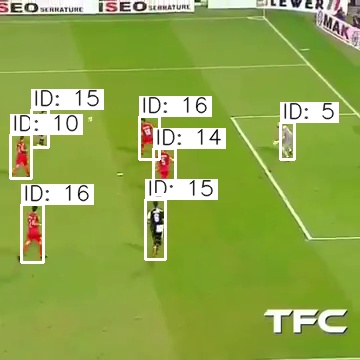 iSEO SERRATURE
iSEO SERRATURE
LEWER
MAK
ID: 15
ID: 16
ID: 5
ID: 10
ID: 14
ID: 16
ID: 15
TFC